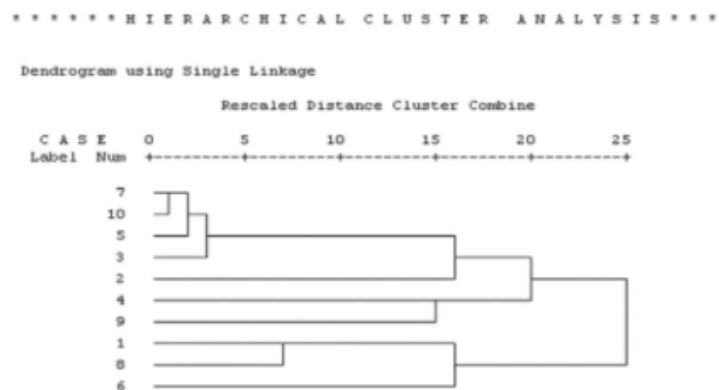 * * * * * * H I E R A R C H I C A L  C L U S T E R   A N A L Y S I S * * *
Dendrogram using Single Linkage
Rescaled Distance Cluster Combine
C A S E 0 5 10 15 20 25
Label Num +---------+---------+---------+---------+---------+
7
10
5
3
2
4
9
1
8
6